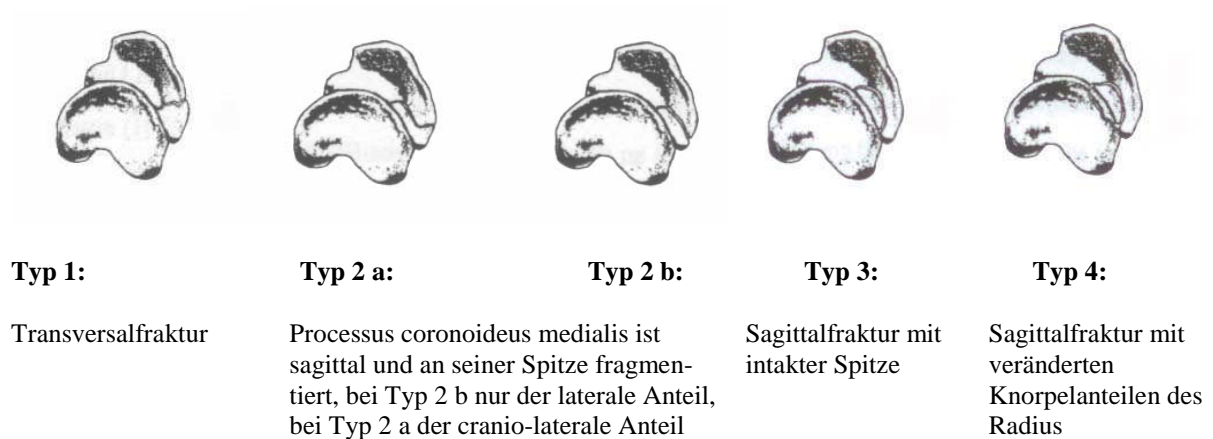 Typ 1: Typ 2 a: Typ 2 b: Typ 3: Typ 4:
Transversalfraktur
Processus coronoideus medialis ist
sagittal und an seiner Spitze fragmen-
tiert, bei Typ 2 b nur der laterale Anteil,
bei Typ 2 a der cranio-laterale Anteil
Sagittalfraktur mit
intakter Spitze
Sagittalfraktur mit
veränderten
Knorpelanteilen des
Radius